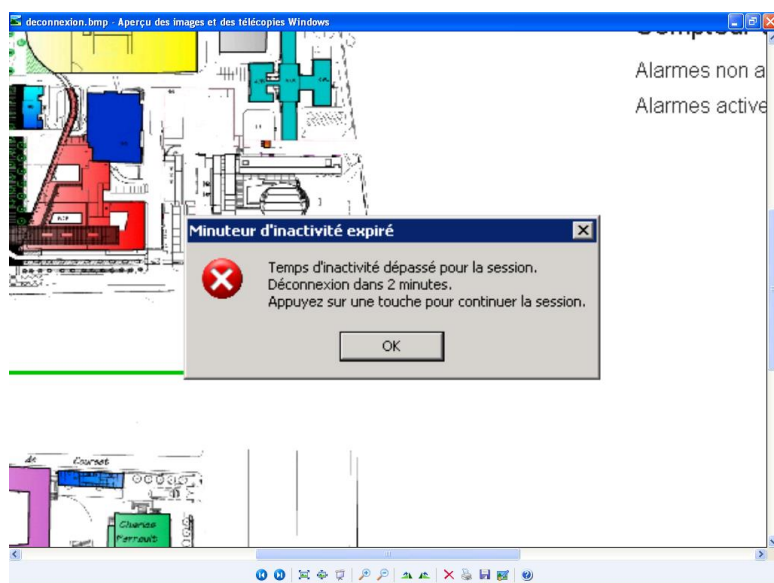 deconnexion.bmp - Aperçu des images et des télécopies Windows
Compteur
Alarmes non a
Alarmes active
Minuteur d'inactivité expiré
Temps d'inactivité dépassé pour la session.
Déconnexion dans 2 minutes.
Appuyez sur une touche pour continuer la session.
OK
de Courset
Charles
Perrault